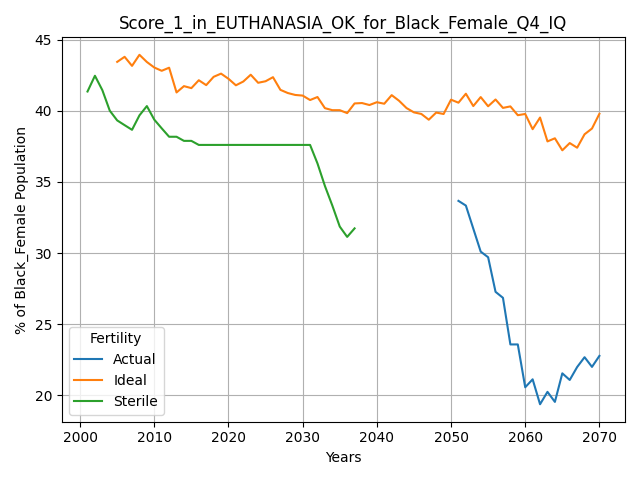 Score_1_in_EUTHANASIA_OK_for_Black_Female_Q4_IQ
% of Black_Female Population
45
40
35
30
25
20
Fertility
Actual
Ideal
Sterile
2000 2010 2020 2030 2040 2050 2060 2070
Years